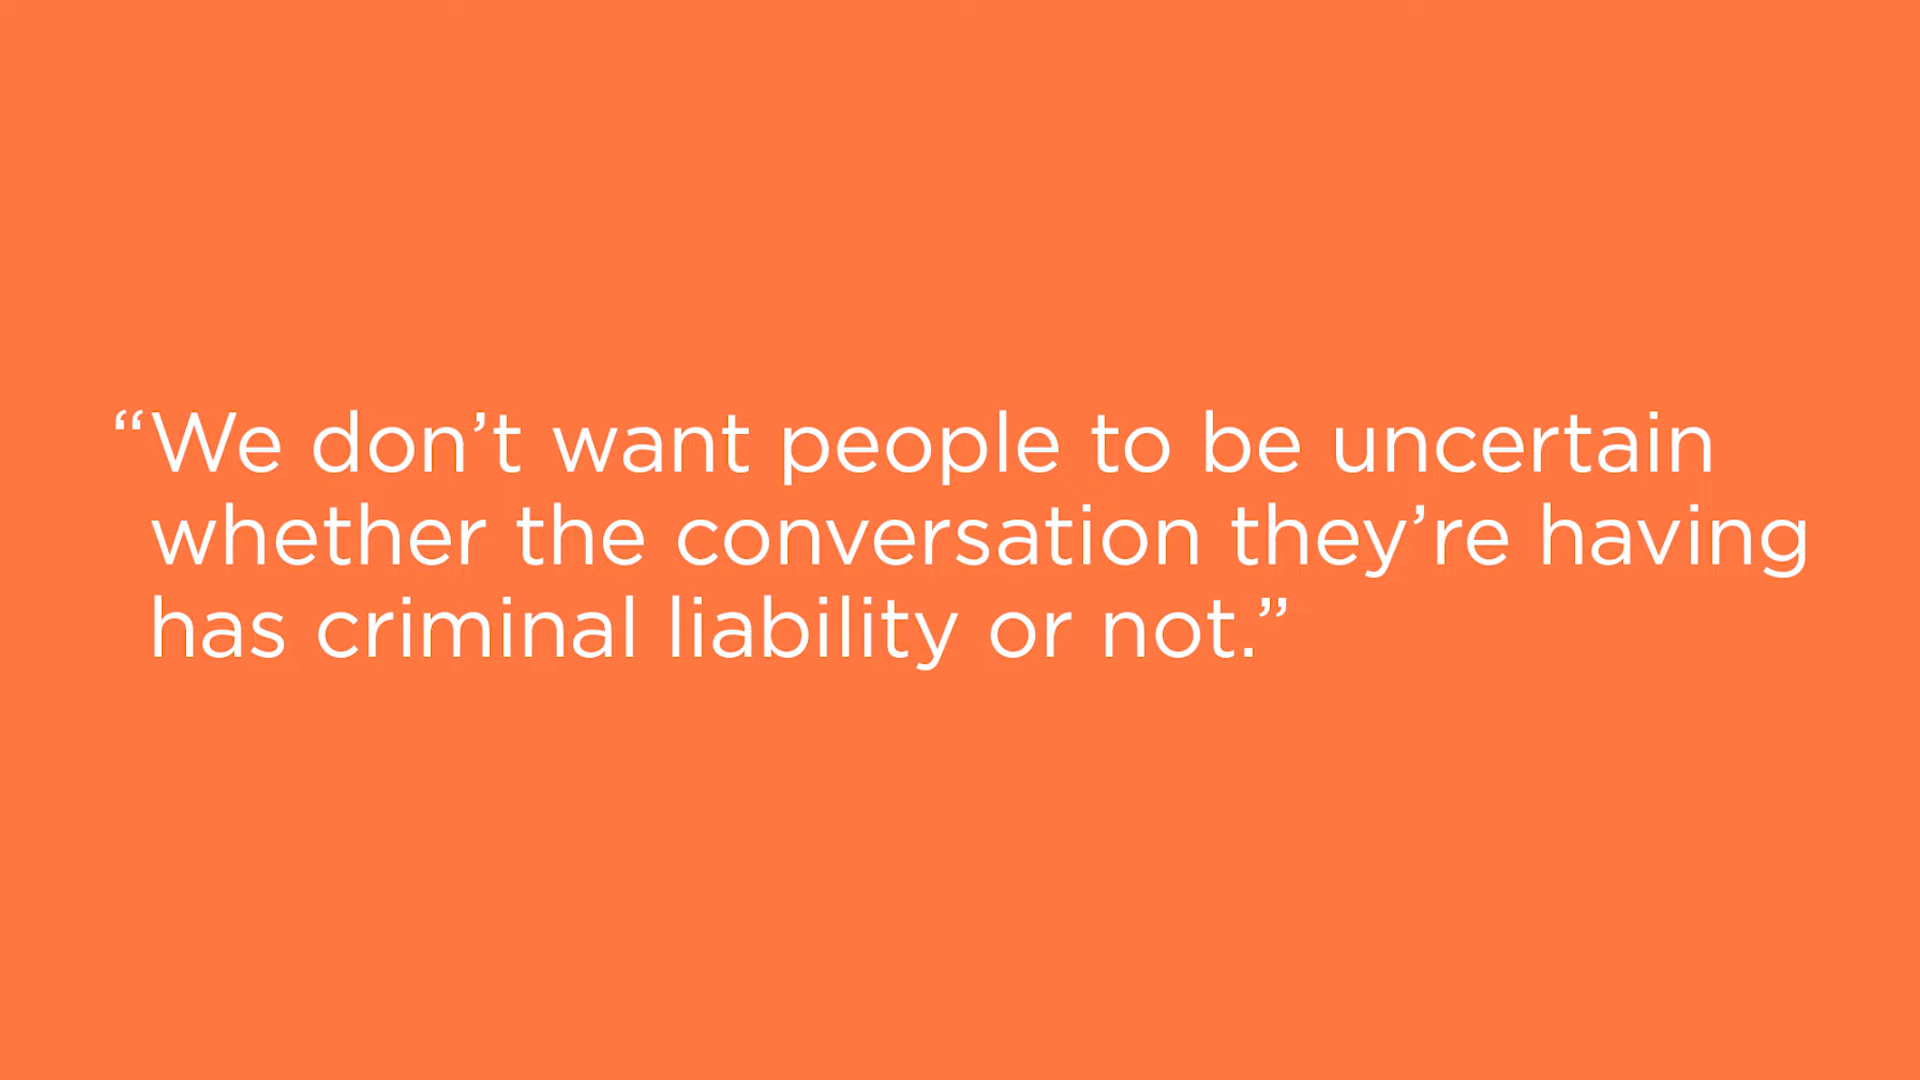 “We don’t want people to be uncertain
whether the conversation they’re having
has criminal liability or not.”